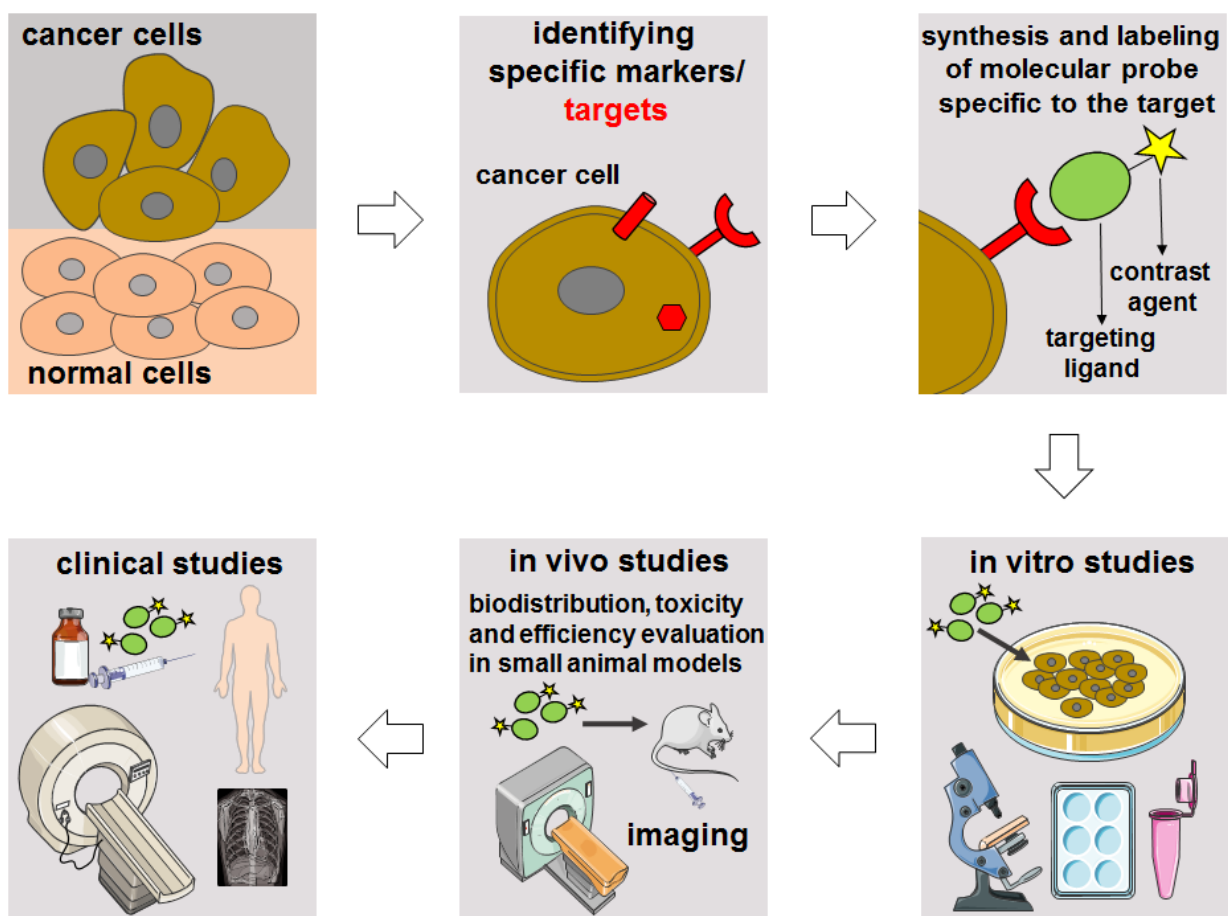 cancer cells
normal cells
identifying
specific markers/
targets
cancer cell
synthesis and labeling
of molecular probe
specific to the target
contrast
agent
targeting
ligand
in vitro studies
in vivo studies
biodistribution, toxicity
and efficiency evaluation
in small animal models
imaging
clinical studies